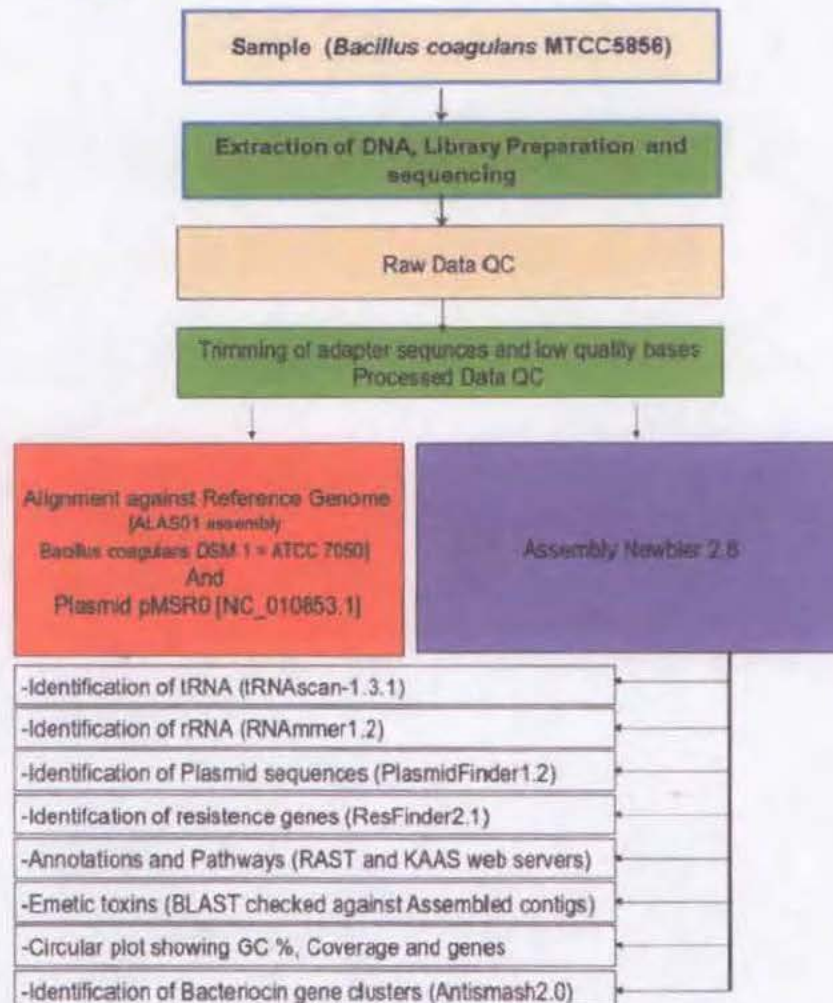 Sample (Bacillus coagulans MTCC5856)
Extraction of DNA, Library Preparation and
sequencing
Raw Data QC
Trimming of adapter sequnces and low quality bases
Processed Data QC
Alignment against Reference Genome
[ALAS01 assembly
Bacillus coagulans DSM 1 = ATCC 7050]
And
Plasmid pMSR0 [NC_010853.1]
Assembly Newbler 2.8
-Identification of tRNA (tRNAscan-1.3.1)
-Identification of rRNA (RNAmmer1.2)
-Identification of Plasmid sequences (PlasmidFinder1.2)
-Identifcation of resistence genes (ResFinder2.1)
-Annotations and Pathways (RAST and KAAS web servers)
-Emetic toxins (BLAST checked against Assembled contigs)
-Circular plot showing GC %, Coverage and genes
-Identification of Bacteriocin gene clusters (Antismash2.0)